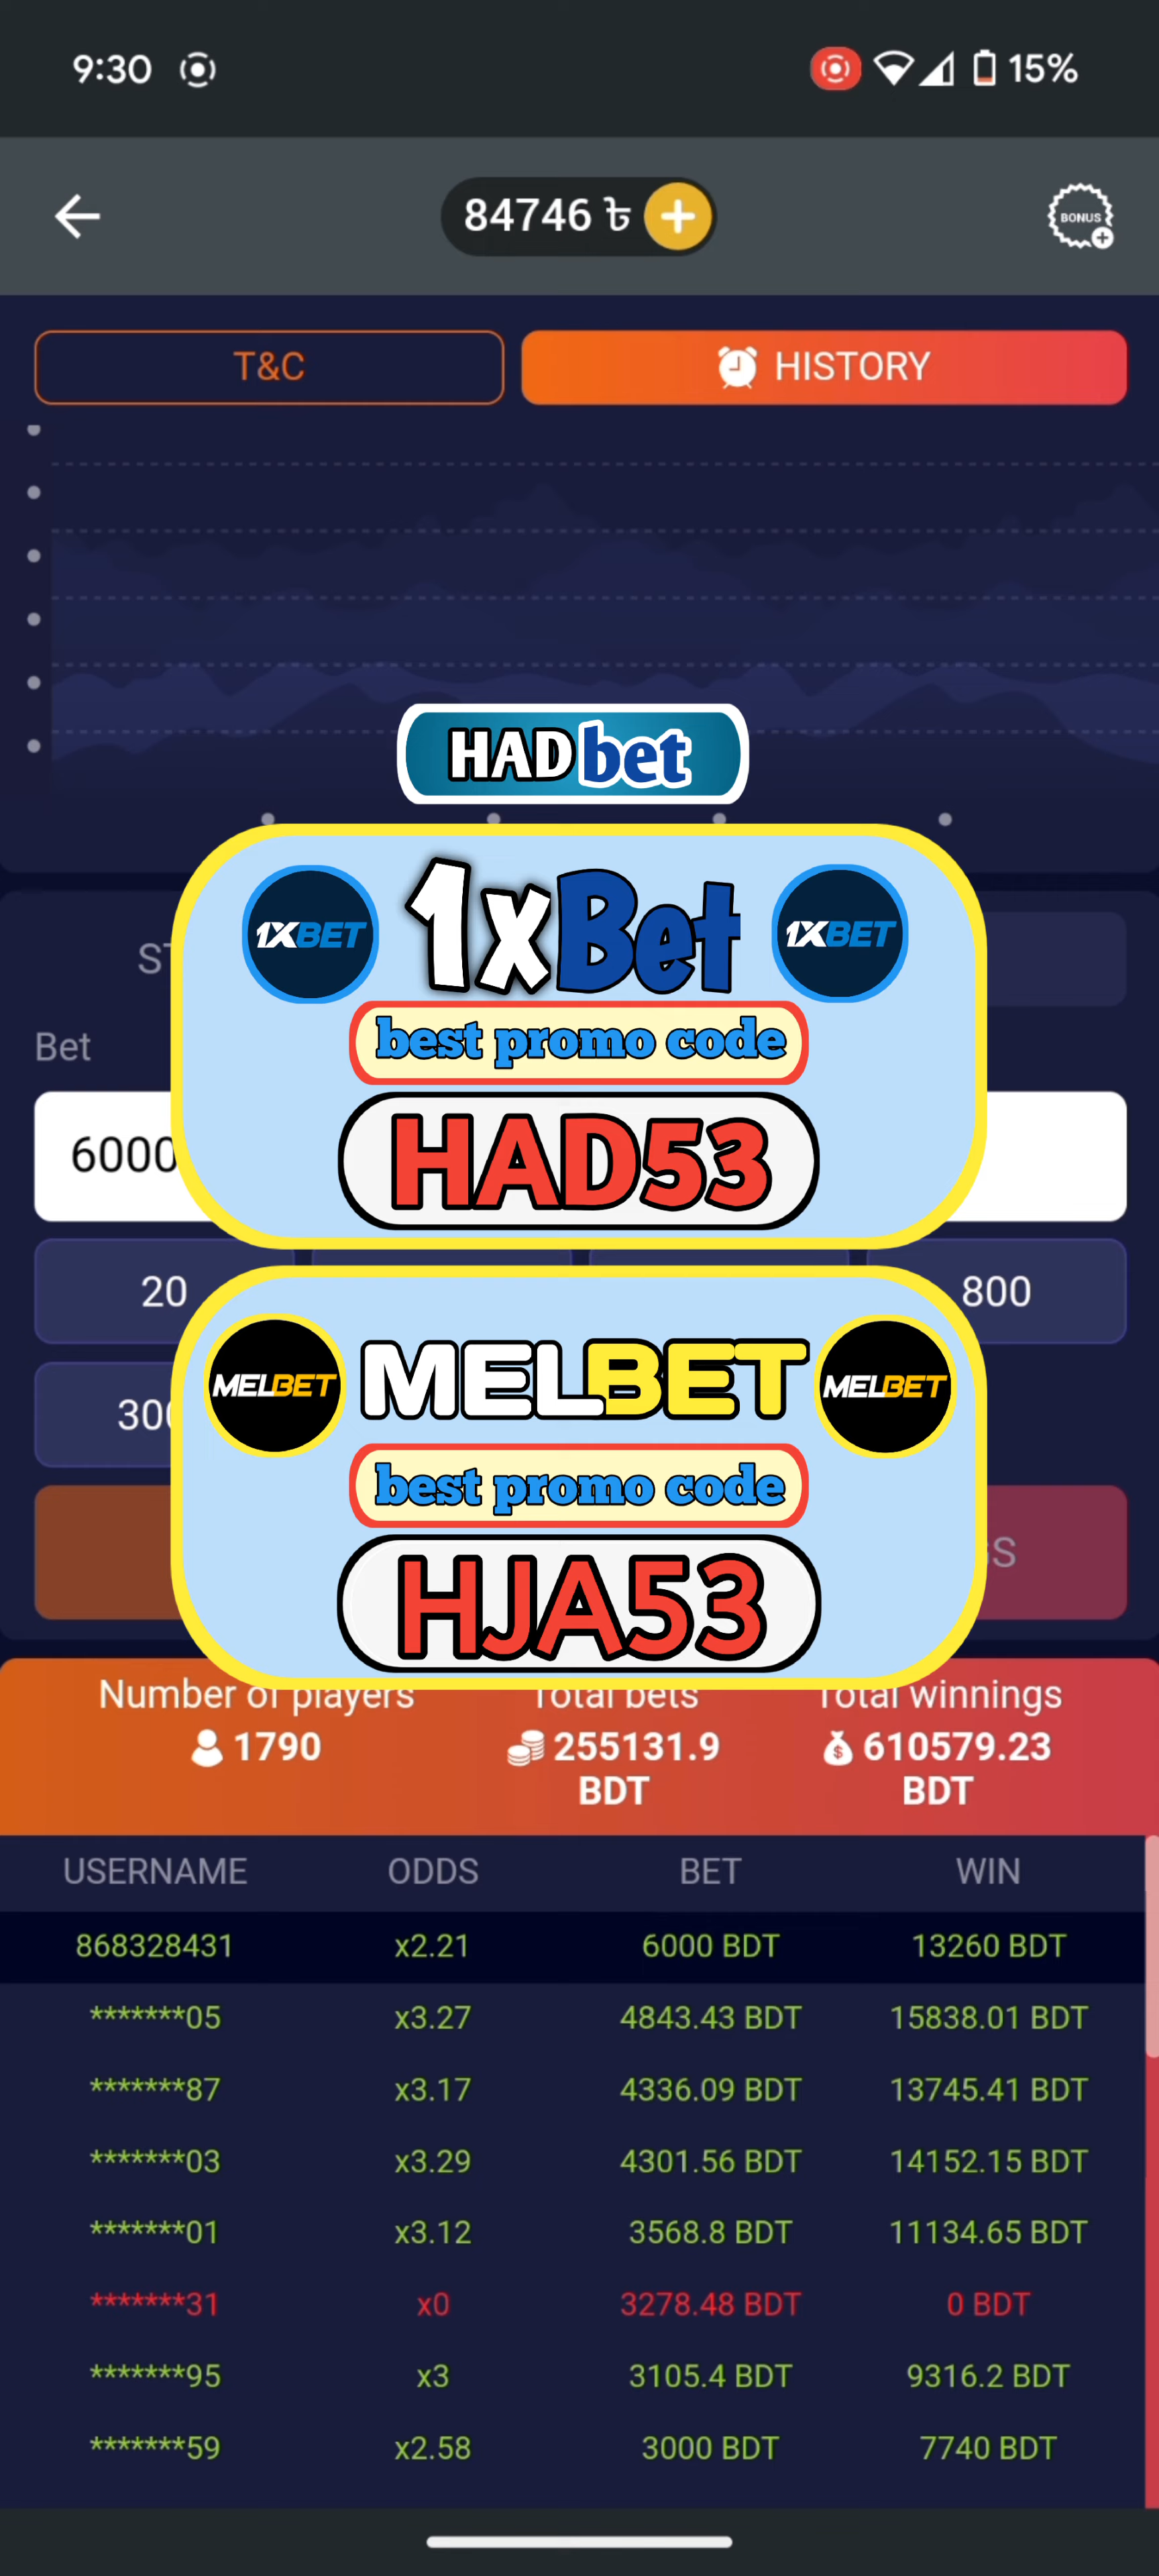 9:30
15%
84746 ৳
BONUS
T&C
HISTORY
HADbet
1XBET 1xBet 1XBET
best promo code
Bet
HAD53
6000
20 800
MELBET MELBET MELBET
best promo code
HJA53
Number of players Total bets Total winnings
1790 255131.9 BDT 610579.23 BDT
USERNAME ODDS BET WIN
868328431 x2.21 6000 BDT 13260 BDT
*******05 x3.27 4843.43 BDT 15838.01 BDT
*******87 x3.17 4336.09 BDT 13745.41 BDT
*******03 x3.29 4301.56 BDT 14152.15 BDT
*******01 x3.12 3568.8 BDT 11134.65 BDT
*******31 x0 3278.48 BDT 0 BDT
*******95 x3 3105.4 BDT 9316.2 BDT
*******59 x2.58 3000 BDT 7740 BDT